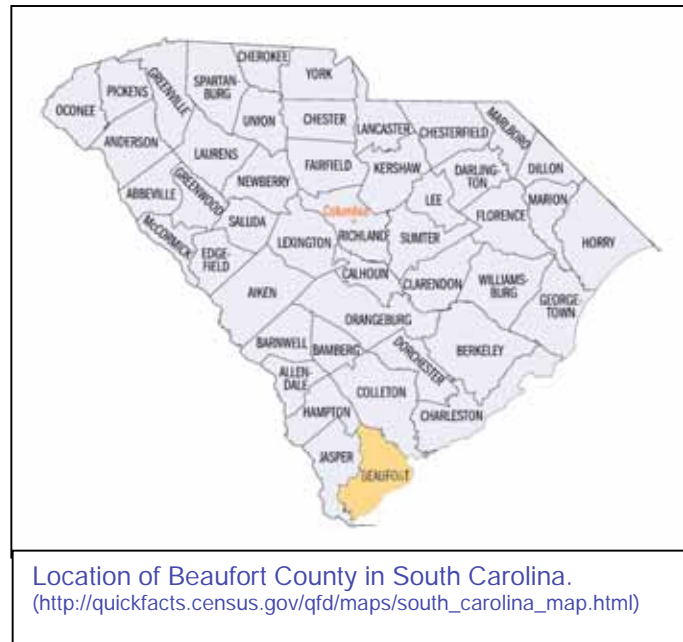 CHEROKEE
YORK
SPARTAN-
BURG
GREENVILLE
PICKENS
OCONEE
UNION
CHESTER
LANCASTER
CHESTERFIELD
MARLBORO
ANDERSON
LAURENS
FAIRFIELD
KERSHAW
DARLING-
TON
DILLON
NEWBERRY
LEE
MARION
ABBEVILLE
GREENWOOD
Columbia
FLORENCE
SALUDA
RICHLAND
SUMTER
HORRY
McCORMICK
EDGE-
FIELD
LEXINGTON
CALHOUN
CLARENDON
WILLIAMS-
BURG
GEORGE-
TOWN
AIKEN
ORANGEBURG
BARNWELL
BAMBERG
DORCHESTER
BERKELEY
ALLEN-
DALE
COLLETON
HAMPTON
CHARLESTON
JASPER
BEAUFORT
Location of Beaufort County in South Carolina.
(http://quickfacts.census.gov/qfd/maps/south_carolina_map.html)